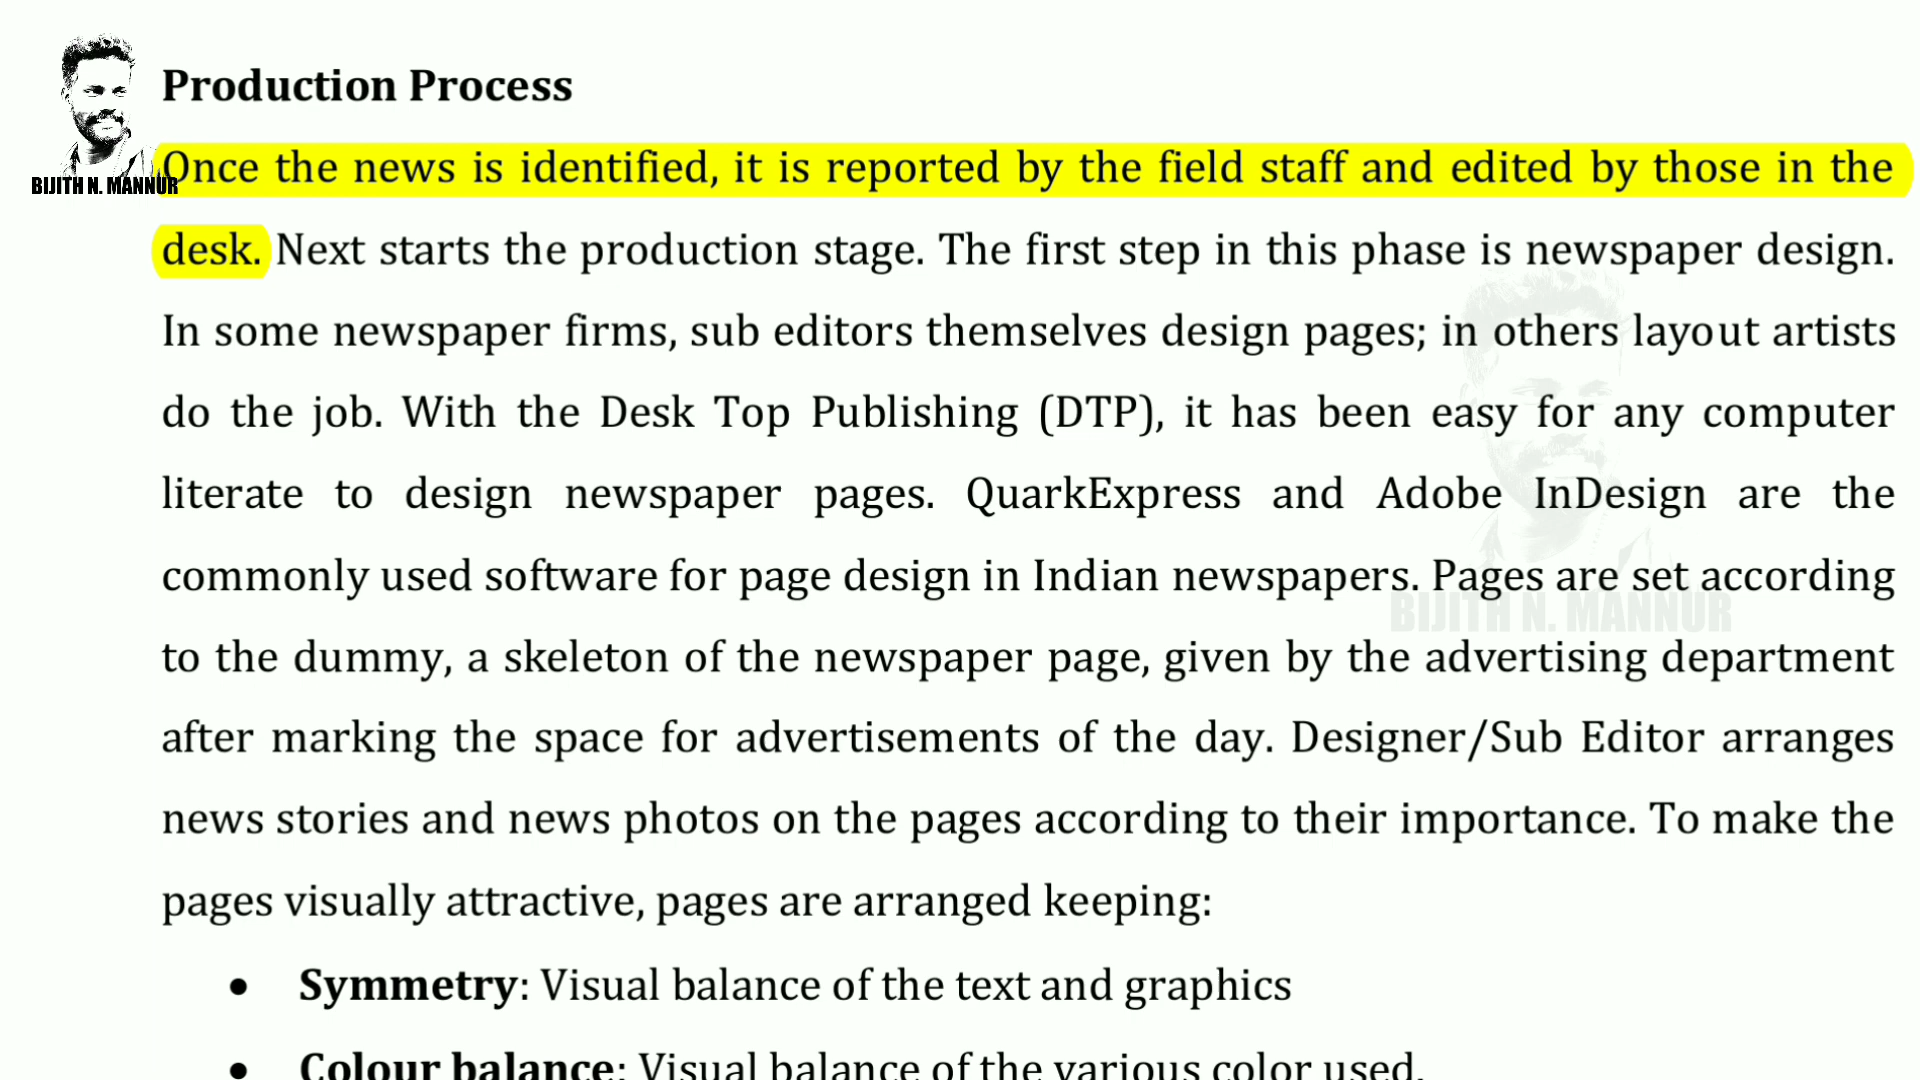 Production Process
BIJITH N. MANNUR
Once the news is identified, it is reported by the field staff and edited by those in the
desk. Next starts the production stage. The first step in this phase is newspaper design.
In some newspaper firms, sub editors themselves design pages; in others layout artists
do the job. With the Desk Top Publishing (DTP), it has been easy for any computer
literate to design newspaper pages. QuarkExpress and Adobe InDesign are the
commonly used software for page design in Indian newspapers. Pages are set according
BIJITH N. MANNUR
to the dummy, a skeleton of the newspaper page, given by the advertising department
after marking the space for advertisements of the day. Designer/Sub Editor arranges
news stories and news photos on the pages according to their importance. To make the
pages visually attractive, pages are arranged keeping:
• Symmetry: Visual balance of the text and graphics
• Colour balance: Visual balance of the various color used.